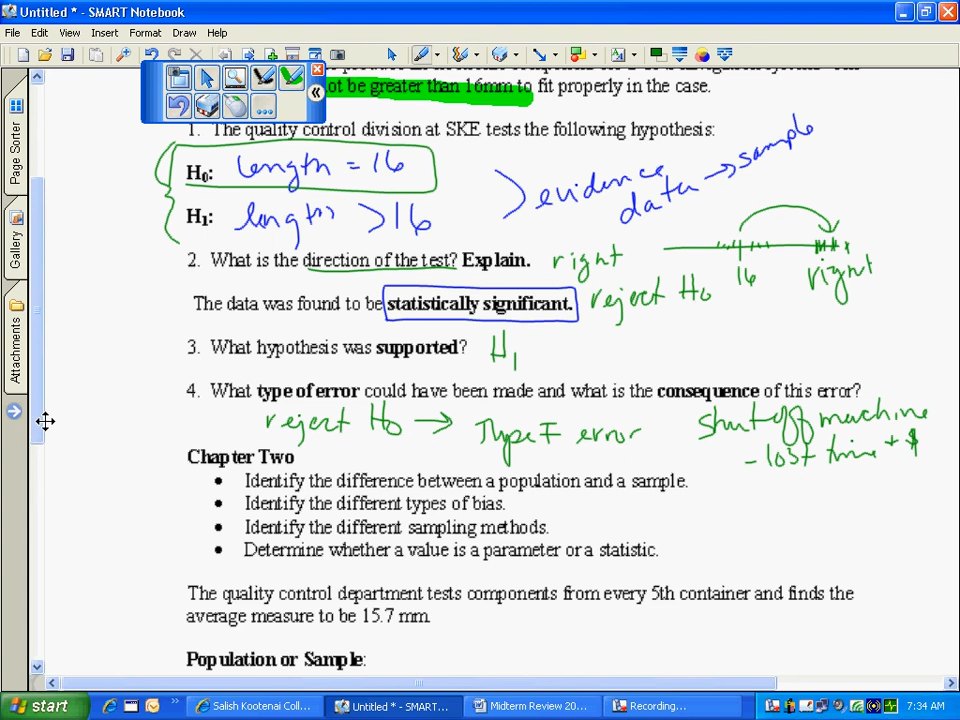 Untitled * - SMART Notebook
File Edit View Insert Format Draw Help
Page Sorter
Gallery
Attachments
not be greater than 16mm to fit properly in the case.
1. The quality control division at SKE tests the following hypothesis:
H0: length = 16
H1: length > 16
evidence
data → sample
2. What is the direction of the test? Explain. right
16 right
The data was found to be statistically significant. reject H0
3. What hypothesis was supported? H1
4. What type of error could have been made and what is the consequence of this error?
reject H0 → Type I error
Shut off machine
- lost time + $
Chapter Two
• Identify the difference between a population and a sample.
• Identify the different types of bias.
• Identify the different sampling methods.
• Determine whether a value is a parameter or a statistic.
The quality control department tests components from every 5th container and finds the
average measure to be 15.7 mm.
Population or Sample:
start Salish Kootenai Coll... Untitled * - SMART... Midterm Review 20... Recording... 7:34 AM